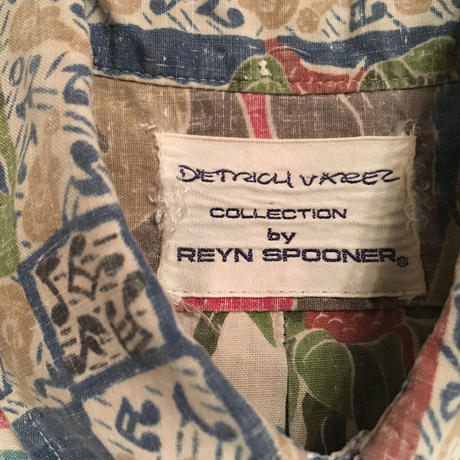 DIETRICH VAREZ
COLLECTION
by
REYN SPOONER®